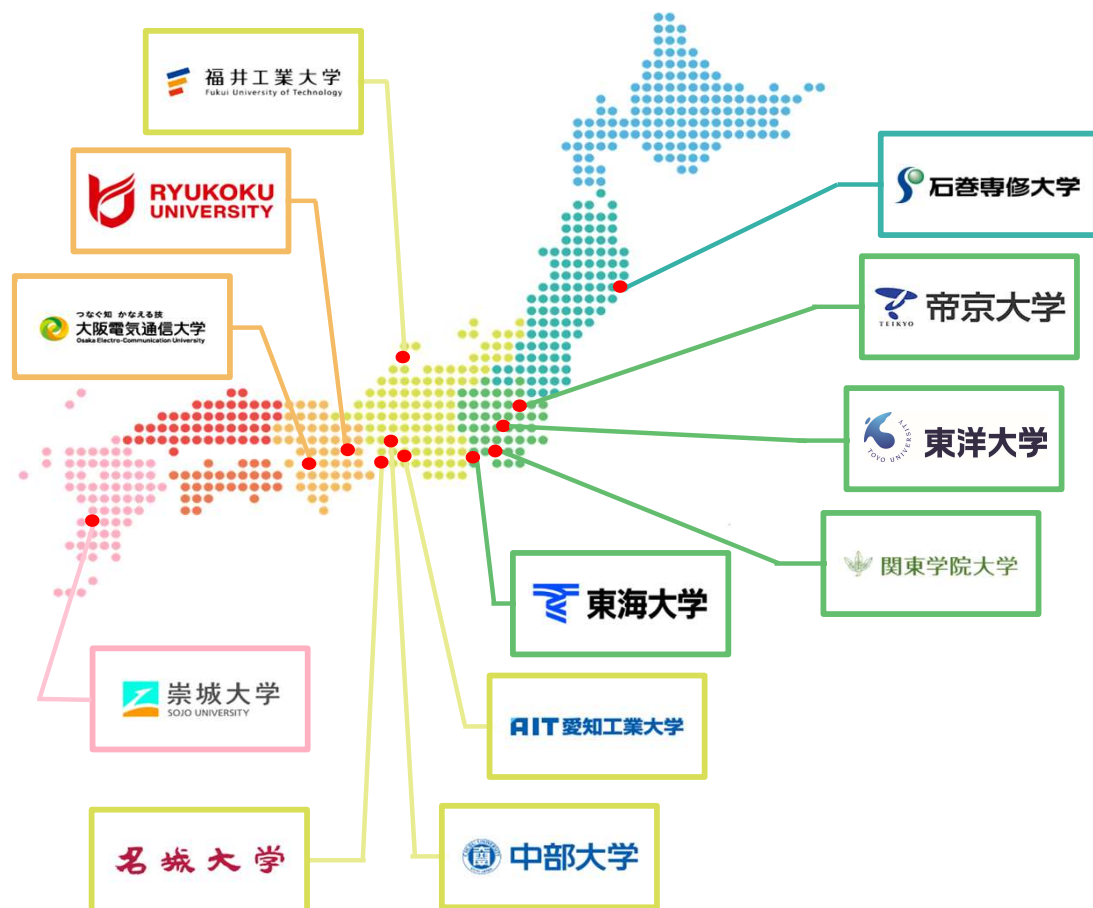 福井工業大学
Fukui University of Technology
RYUKOKU
UNIVERSITY
つなぐ知 かなえる技
大阪電気通信大学
Osaka Electro-Communication University
石巻専修大学
TEIKYO
帝京大学
TOYO UNIVERSITY
東洋大学
関東学院大学
東海大学
崇城大学
SOJO UNIVERSITY
AIT 愛知工業大学
名城大学
中部大学